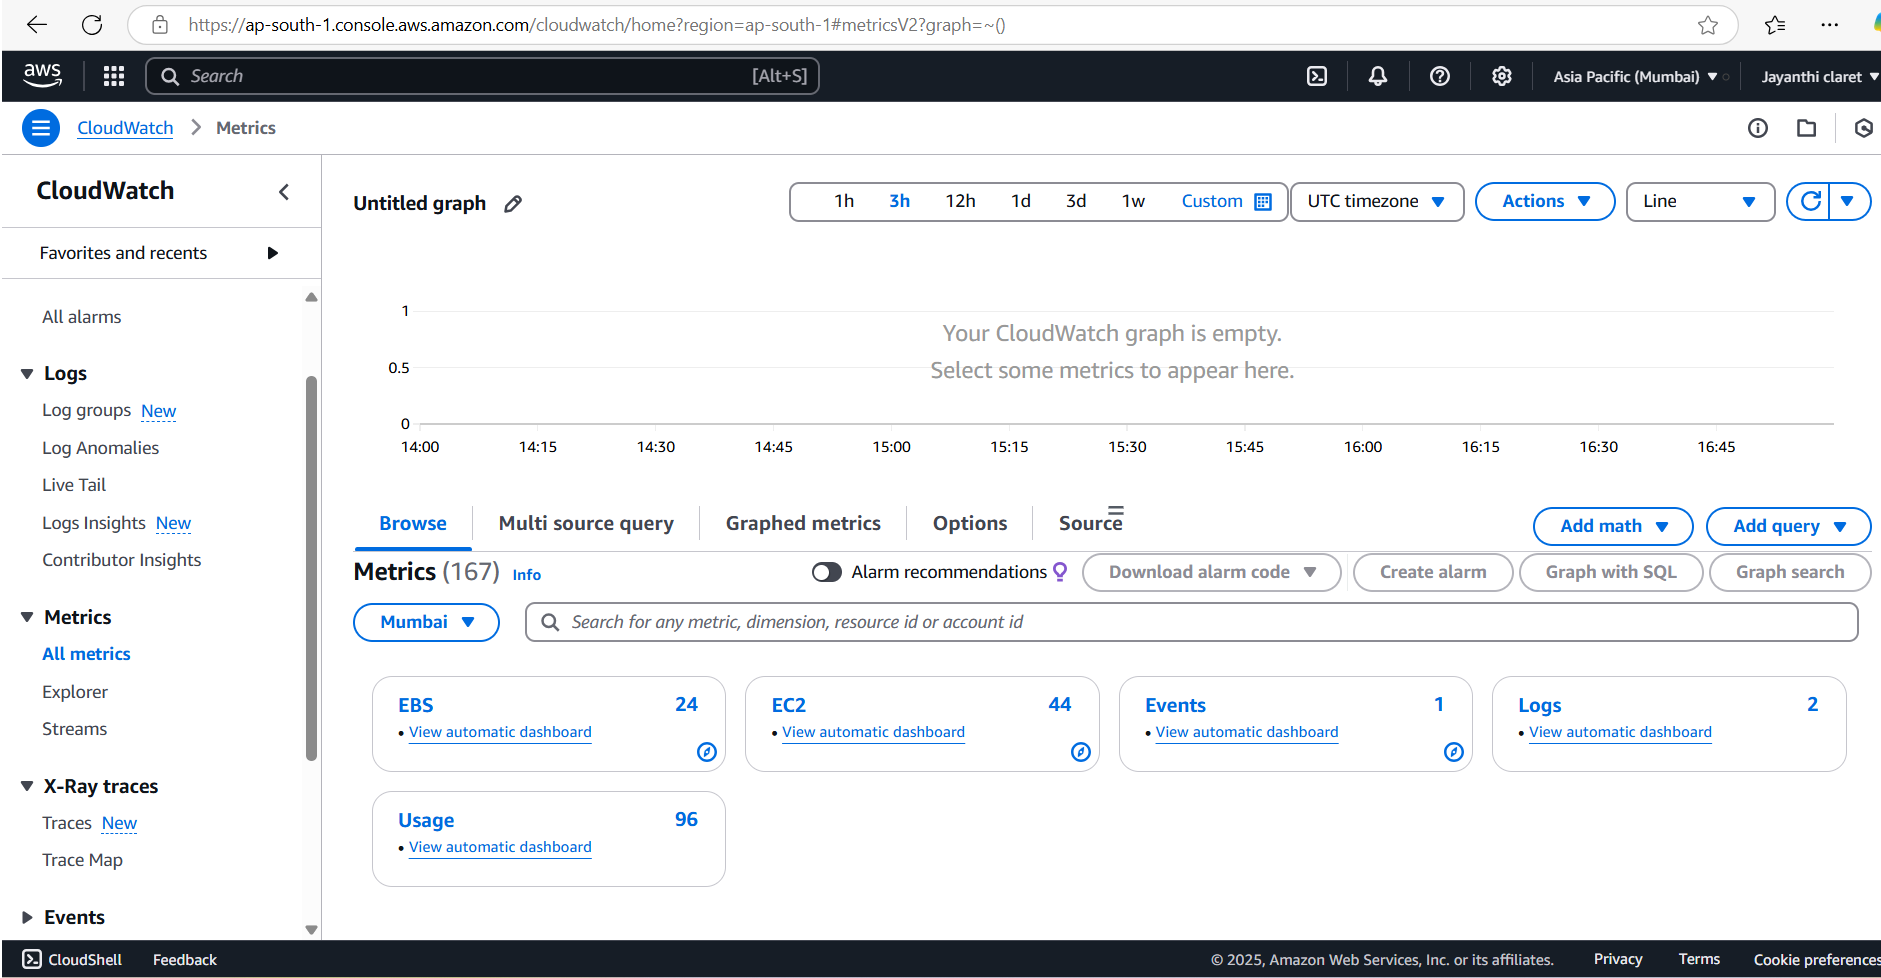 https://ap-south-1.console.aws.amazon.com/cloudwatch/home?region=ap-south-1#metricsV2?graph=~()
aws Search [Alt+S] Asia Pacific (Mumbai) Jayanthi claret
CloudWatch > Metrics
CloudWatch
Favorites and recents
All alarms
Logs
Log groups New
Log Anomalies
Live Tail
Logs Insights New
Contributor Insights
Metrics
All metrics
Explorer
Streams
X-Ray traces
Traces New
Trace Map
Events
Untitled graph 1h 3h 12h 1d 3d 1w Custom UTC timezone Actions Line
1
0.5
0
Your CloudWatch graph is empty.
Select some metrics to appear here.
14:00 14:15 14:30 14:45 15:00 15:15 15:30 15:45 16:00 16:15 16:30 16:45
Browse Multi source query Graphed metrics Options Source Add math Add query
Metrics (167) Info Alarm recommendations Download alarm code Create alarm Graph with SQL Graph search
Mumbai Search for any metric, dimension, resource id or account id
EBS 24
• View automatic dashboard
EC2 44
• View automatic dashboard
Events 1
• View automatic dashboard
Logs 2
• View automatic dashboard
Usage 96
• View automatic dashboard
CloudShell Feedback © 2025, Amazon Web Services, Inc. or its affiliates. Privacy Terms Cookie preferences